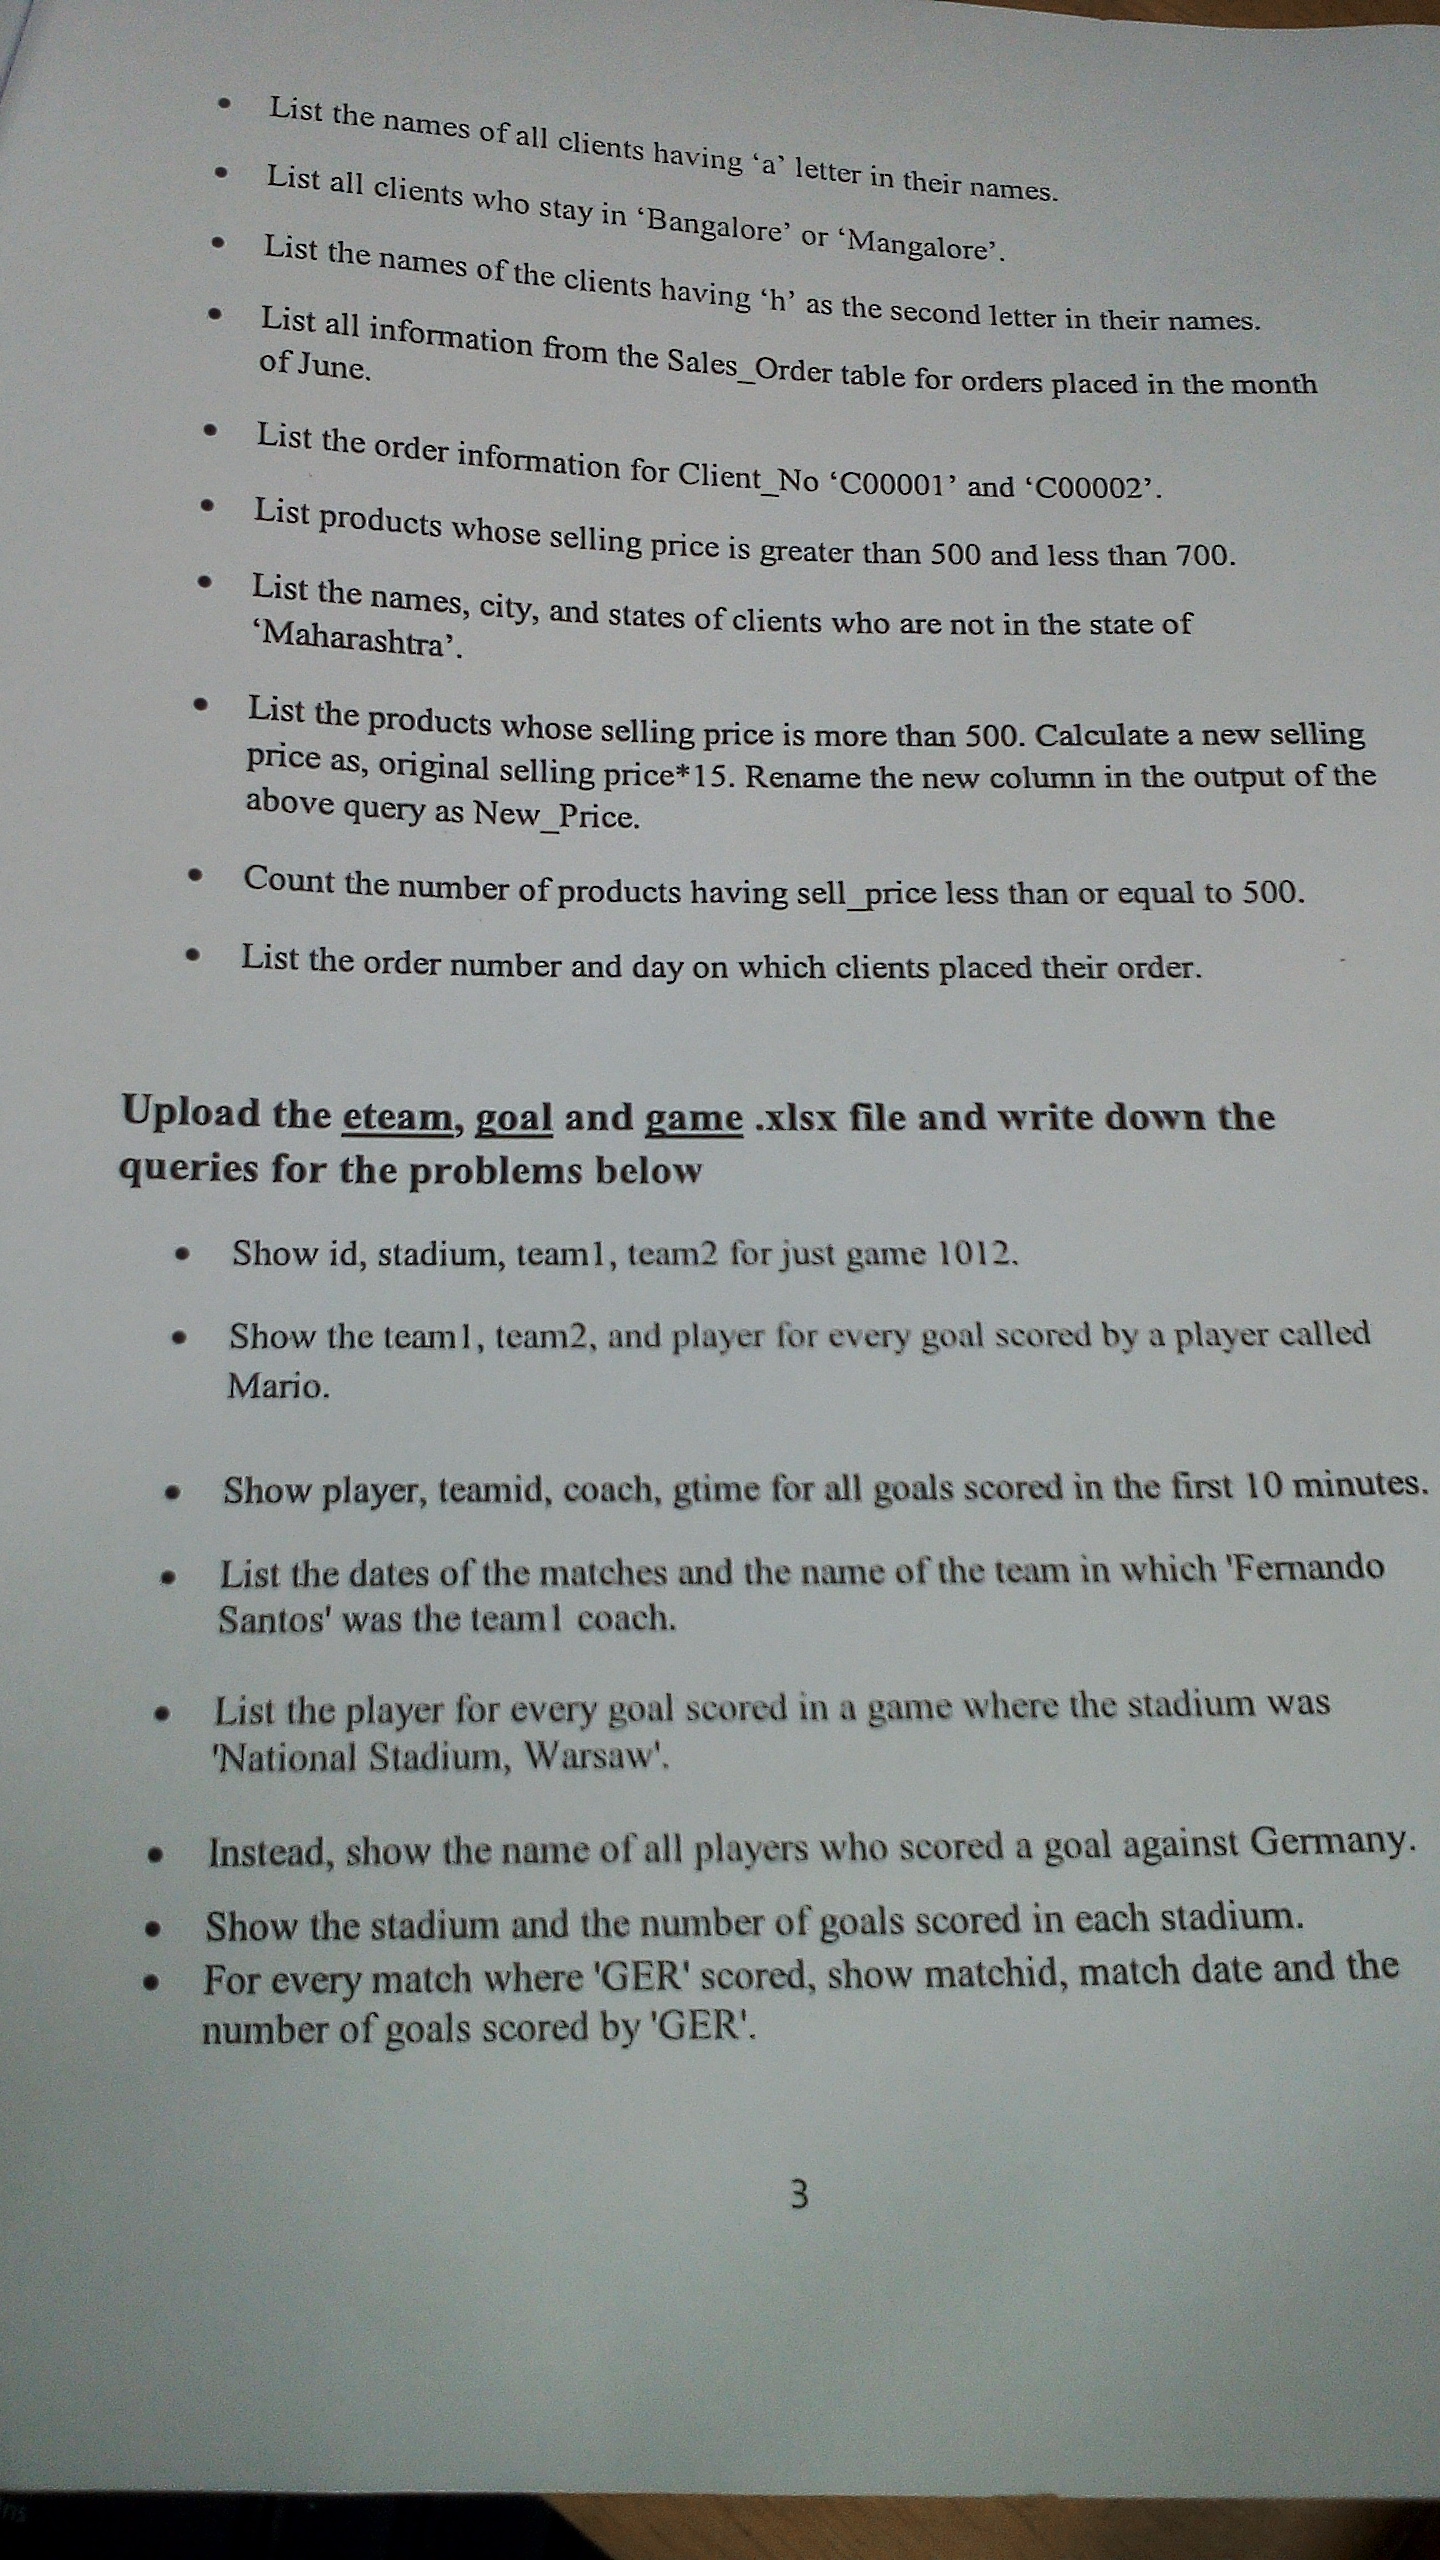 • List the names of all clients having ‘a’ letter in their names.
• List all clients who stay in ‘Bangalore’ or ‘Mangalore’.
• List the names of the clients having ‘h’ as the second letter in their names.
• List all information from the Sales_Order table for orders placed in the month
of June.
• List the order information for Client_No ‘C00001’ and ‘C00002’.
• List products whose selling price is greater than 500 and less than 700.
• List the names, city, and states of clients who are not in the state of
‘Maharashtra’.
• List the products whose selling price is more than 500. Calculate a new selling
price as, original selling price*15. Rename the new column in the output of the
above query as New_Price.
• Count the number of products having sell_price less than or equal to 500.
• List the order number and day on which clients placed their order.
Upload the eteam, goal and game .xlsx file and write down the
queries for the problems below
• Show id, stadium, team1, team2 for just game 1012.
• Show the team1, team2, and player for every goal scored by a player called
Mario.
• Show player, teamid, coach, gtime for all goals scored in the first 10 minutes.
• List the dates of the matches and the name of the team in which 'Fernando
Santos' was the team1 coach.
• List the player for every goal scored in a game where the stadium was
'National Stadium, Warsaw'.
• Instead, show the name of all players who scored a goal against Germany.
• Show the stadium and the number of goals scored in each stadium.
• For every match where 'GER' scored, show matchid, match date and the
number of goals scored by 'GER'.
3